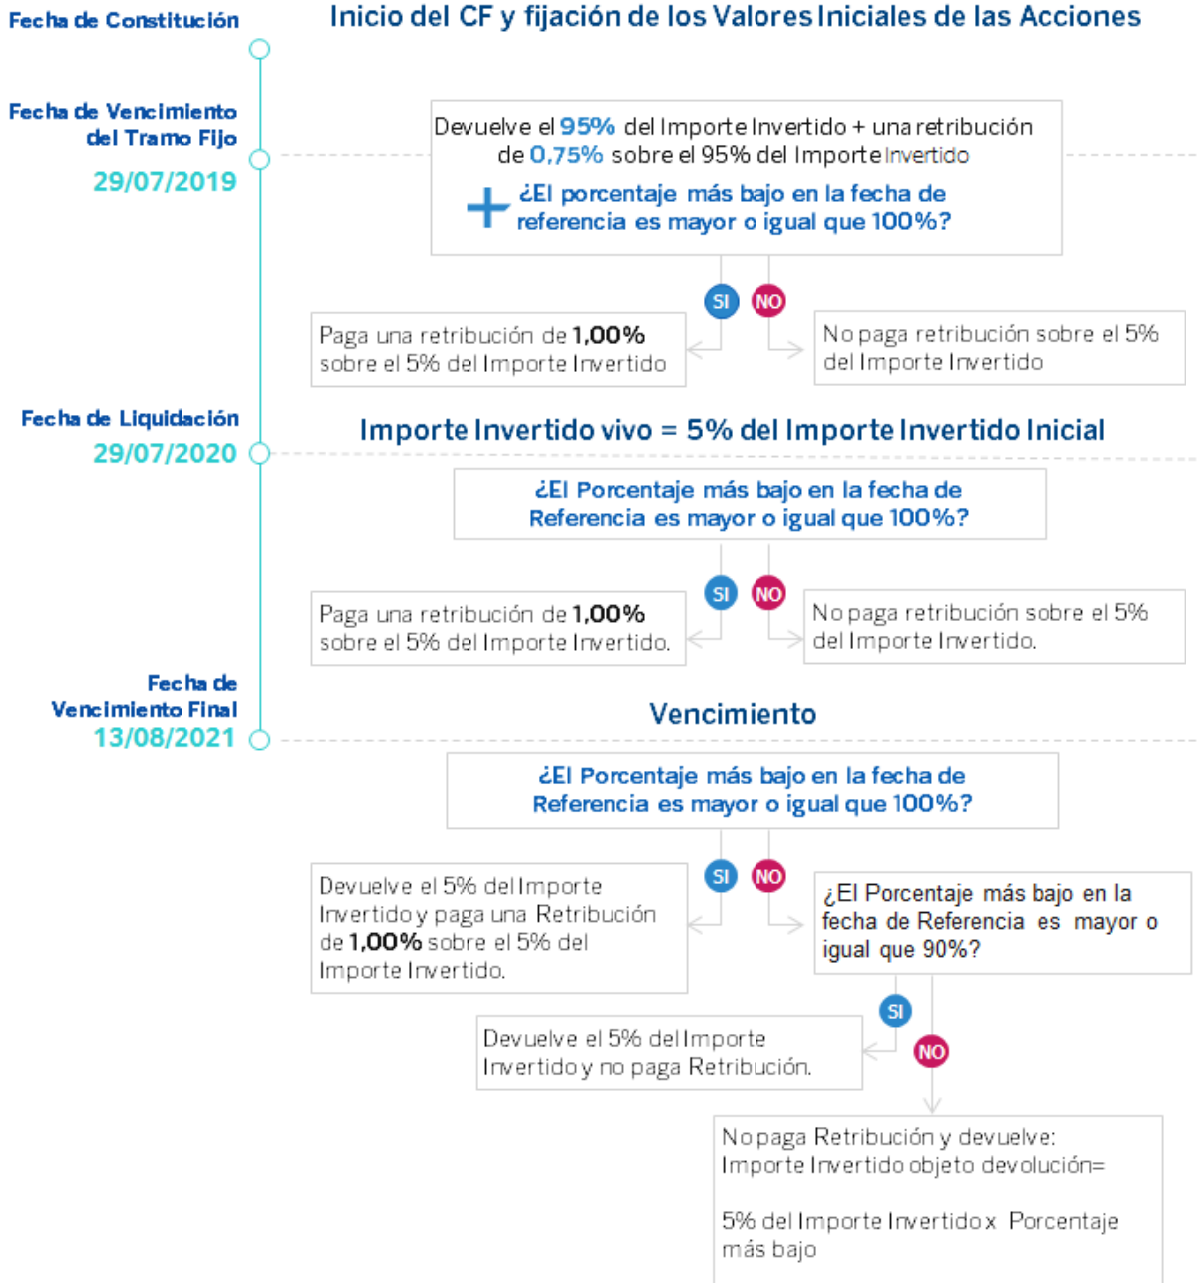 Fecha de Constitución
Inicio del CF y fijación de los Valores Iniciales de las Acciones
Fecha de Vencimiento
del Tramo Fijo
29/07/2019
Devuelve el 95% del Importe Invertido + una retribución
de 0,75% sobre el 95% del Importe Invertido
+ ¿El porcentaje más bajo en la fecha de
referencia es mayor o igual que 100%?
SI
NO
Paga una retribución de 1,00%
sobre el 5% del Importe Invertido
No paga retribución sobre el 5%
del Importe Invertido
Fecha de Liquidación
29/07/2020
Importe Invertido vivo = 5% del Importe Invertido Inicial
¿El Porcentaje más bajo en la fecha de
Referencia es mayor o igual que 100%?
SI
NO
Paga una retribución de 1,00%
sobre el 5% del Importe Invertido.
No paga retribución sobre el 5%
del Importe Invertido.
Fecha de
Vencimiento Final
13/08/2021
Vencimiento
¿El Porcentaje más bajo en la fecha de
Referencia es mayor o igual que 100%?
SI
NO
Devuelve el 5% del Importe
Invertido y paga una Retribución
de 1,00% sobre el 5% del
Importe Invertido.
¿El Porcentaje más bajo en la
fecha de Referencia es mayor o
igual que 90%?
SI
NO
Devuelve el 5% del Importe
Invertido y no paga Retribución.
No paga Retribución y devuelve:
Importe Invertido objeto devolución=
5% del Importe Invertido x Porcentaje
más bajo